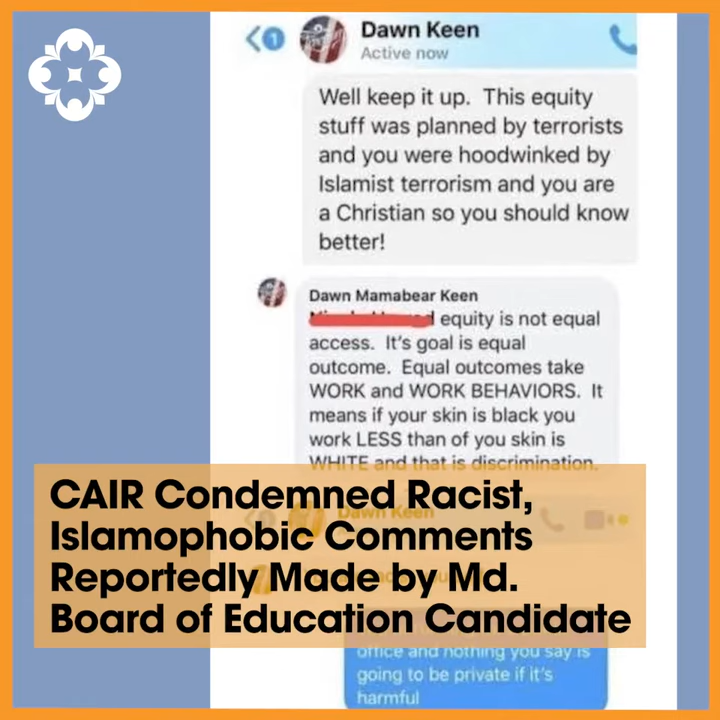 1
Dawn Keen
Active now
Well keep it up. This equity
stuff was planned by terrorists
and you were hoodwinked by
Islamist terrorism and you are
a Christian so you should know
better!
Dawn Mamabear Keen
equity is not equal
access. It's goal is equal
outcome. Equal outcomes take
WORK and WORK BEHAVIORS. It
means if your skin is black you
work LESS than of you skin is
WHITE and that is discrimination.
CAIR Condemned Racist,
Dawn Keen
Islamophobic Comments
Reportedly Made by Md.
Board of Education Candidate
office and nothing you say is
going to be private if it's
harmful